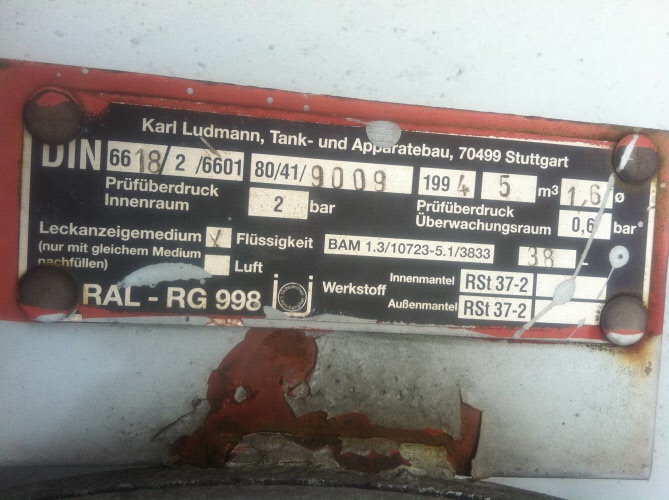 Karl Ludmann, Tank- und Apparatebau, 70499 Stuttgart
DIN 6618/2/6601 80/41/9009 1994 5 m³ 1,6 ø
Prüfüberdruck Innenraum 2 bar
Prüfüberdruck Überwachungsraum 0,6 bar
Leckanzeigemedium Flüssigkeit BAM 1.3/10723-5.1/3833 38
(nur mit gleichem Medium
nachfüllen) Luft
Werkstoff Innenmantel RSt 37-2
RAL - RG 998 Außenmantel RSt 37-2